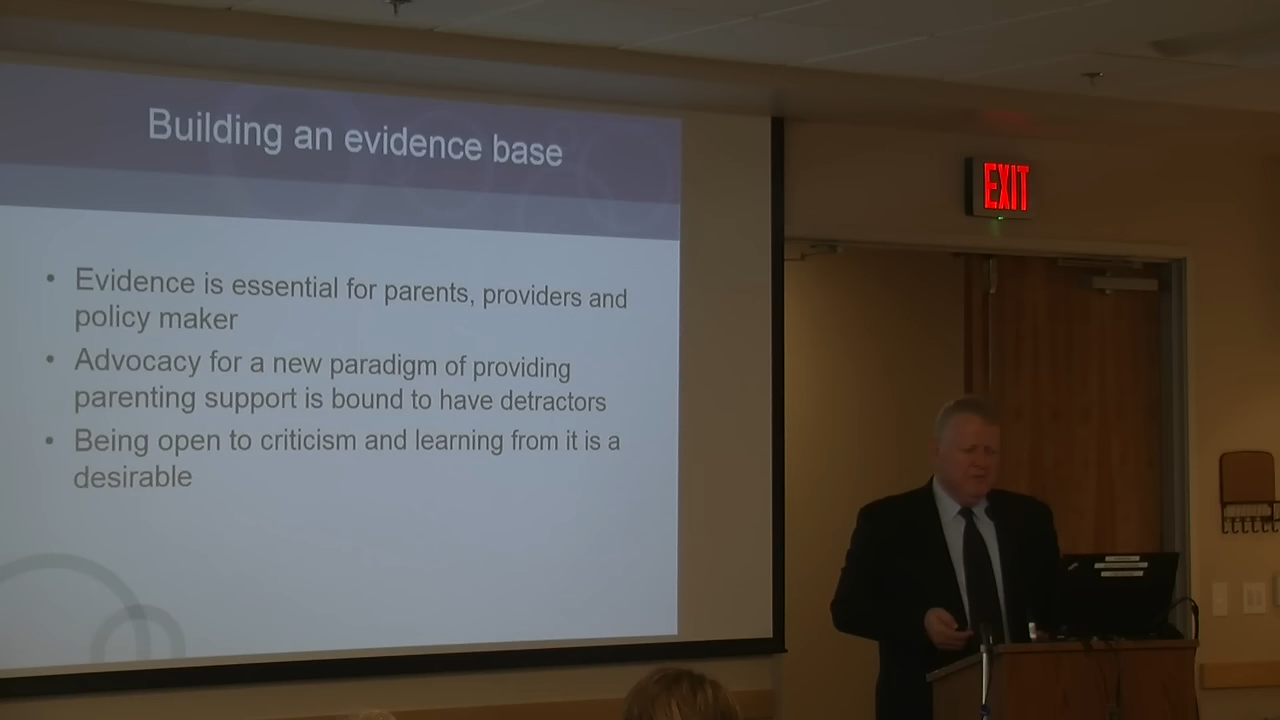 Building an evidence base
• Evidence is essential for parents, providers and
policy maker
• Advocacy for a new paradigm of providing
parenting support is bound to have detractors
• Being open to criticism and learning from it is a
desirable
EXIT